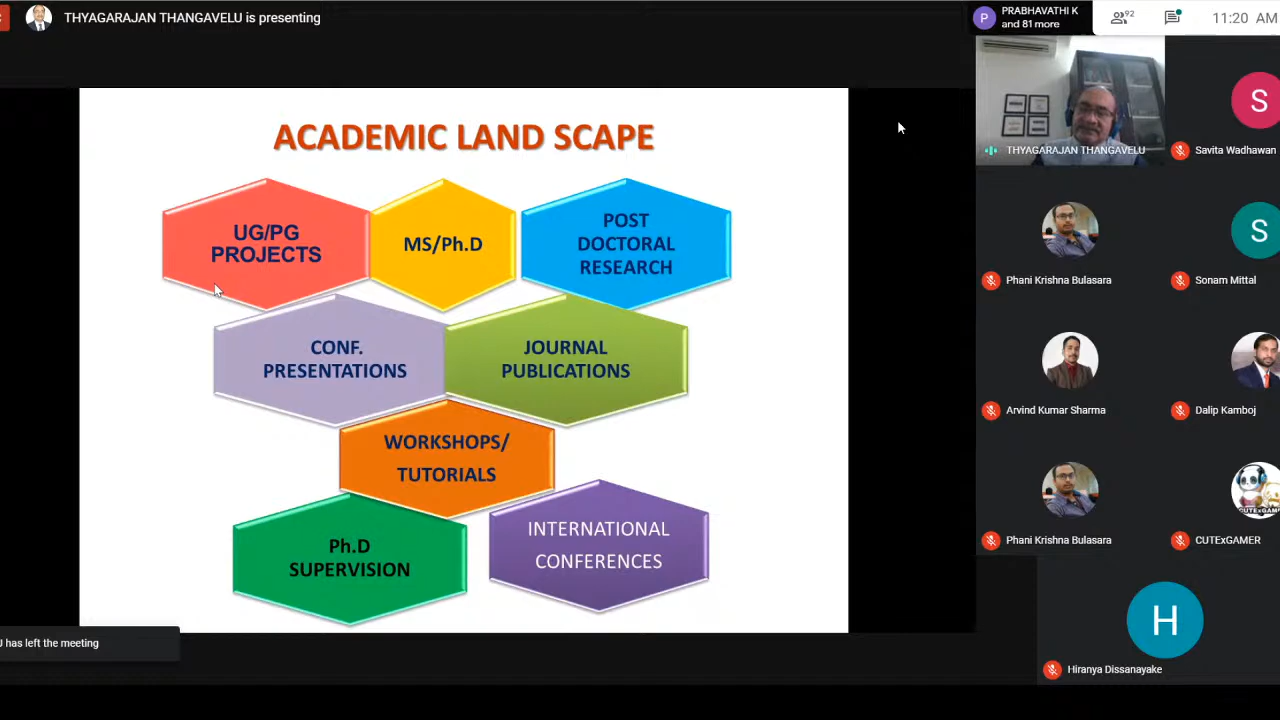 THYAGARAJAN THANGAVELU is presenting
PRABHAVATHI K
and 81 more
P
92
11:20 AM
ACADEMIC LAND SCAPE
UG/PG
PROJECTS
MS/Ph.D
POST
DOCTORAL
RESEARCH
CONF.
PRESENTATIONS
JOURNAL
PUBLICATIONS
WORKSHOPS/
TUTORIALS
Ph.D
SUPERVISION
INTERNATIONAL
CONFERENCES
THYAGARAJAN THANGAVELU
S
Savita Wadhawan
Phani Krishna Bulasara
S
Sonam Mittal
Arvind Kumar Sharma
Dalip Kamboj
Phani Krishna Bulasara
CUTExGAMER
H
Hiranya Dissanayake
has left the meeting